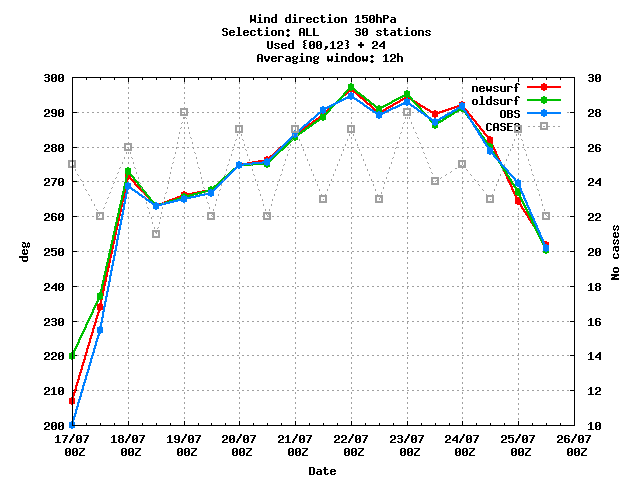 Wind direction 150hPa
Selection: ALL     30 stations
Used {00,12} + 24
Averaging window: 12h
300 30
newsurf
oldsurf
290 28
OBS
CASES
280 26
270 24
260 22
deg
250 20
No cases
240 18
230 16
220 14
210 12
200 10
17/07 18/07 19/07 20/07 21/07 22/07 23/07 24/07 25/07 26/07
00Z 00Z 00Z 00Z 00Z 00Z 00Z 00Z 00Z 00Z
Date